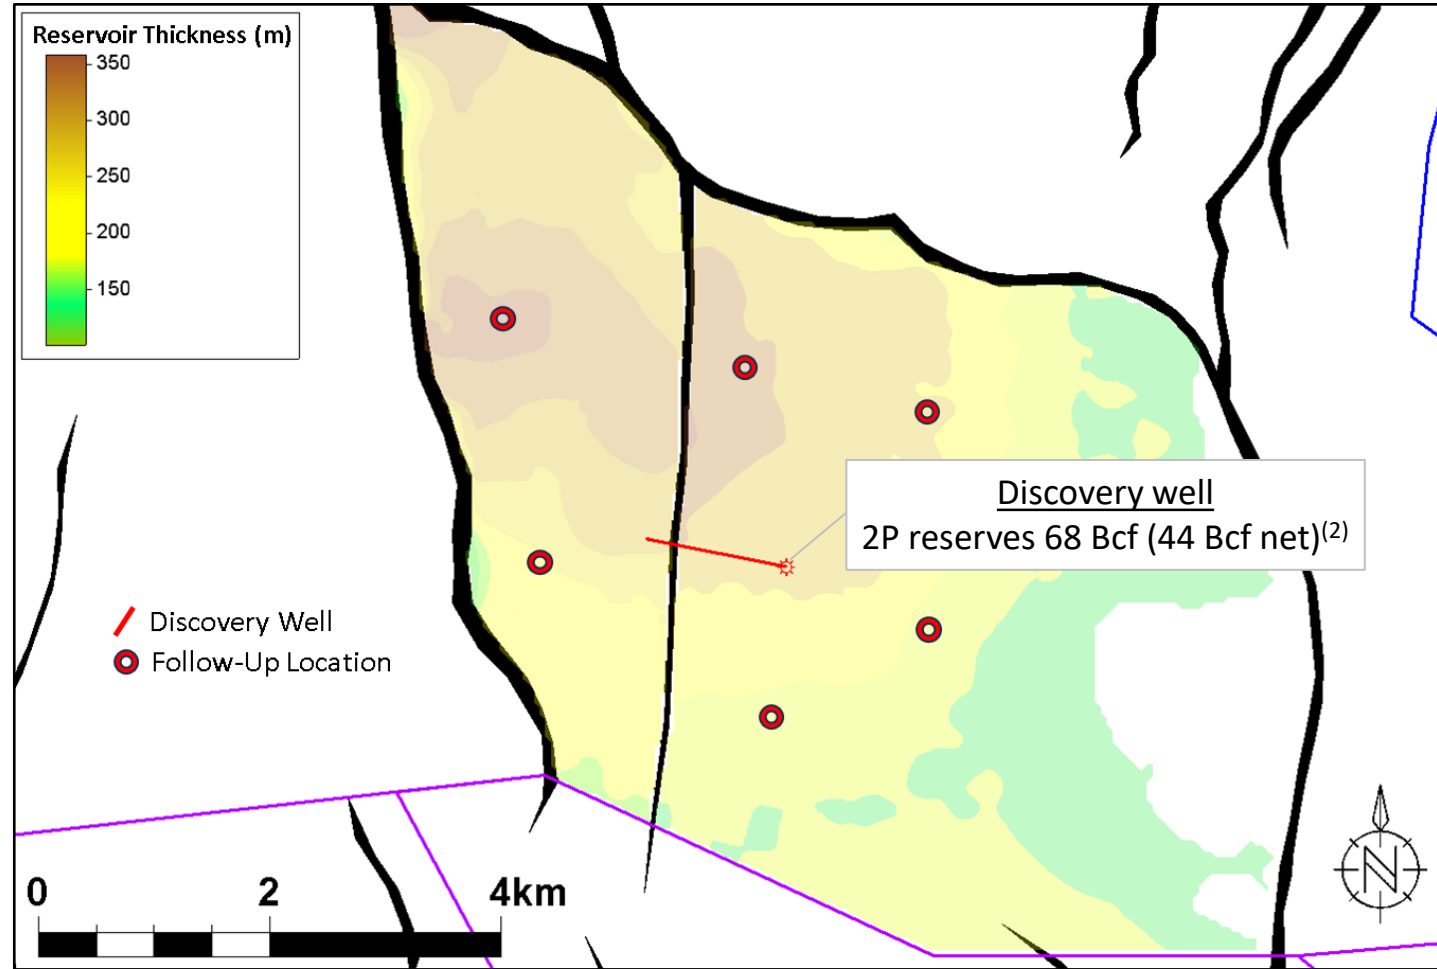 Reservoir Thickness (m)
350
300
250
200
150
Discovery well
2P reserves 68 Bcf (44 Bcf net)(2)
Discovery Well
Follow-Up Location
0 2 4km
N